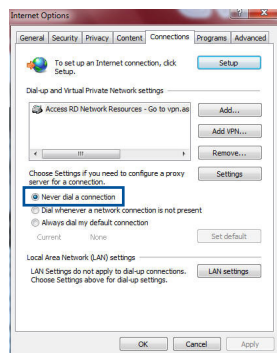 Internet Options
General Security Privacy Content Connections Programs Advanced
To set up an Internet connection, click Setup.
Setup
Dial-up and Virtual Private Network settings
Access RD Network Resources - Go to vpn.as
Add...
Add VPN...
Remove...
Choose Settings if you need to configure a proxy
server for a connection.
Settings
Never dial a connection
Dial whenever a network connection is not present
Always dial my default connection
Current None
Set default
Local Area Network (LAN) settings
LAN Settings do not apply to dial-up connections.
Choose Settings above for dial-up settings.
LAN settings
OK Cancel Apply